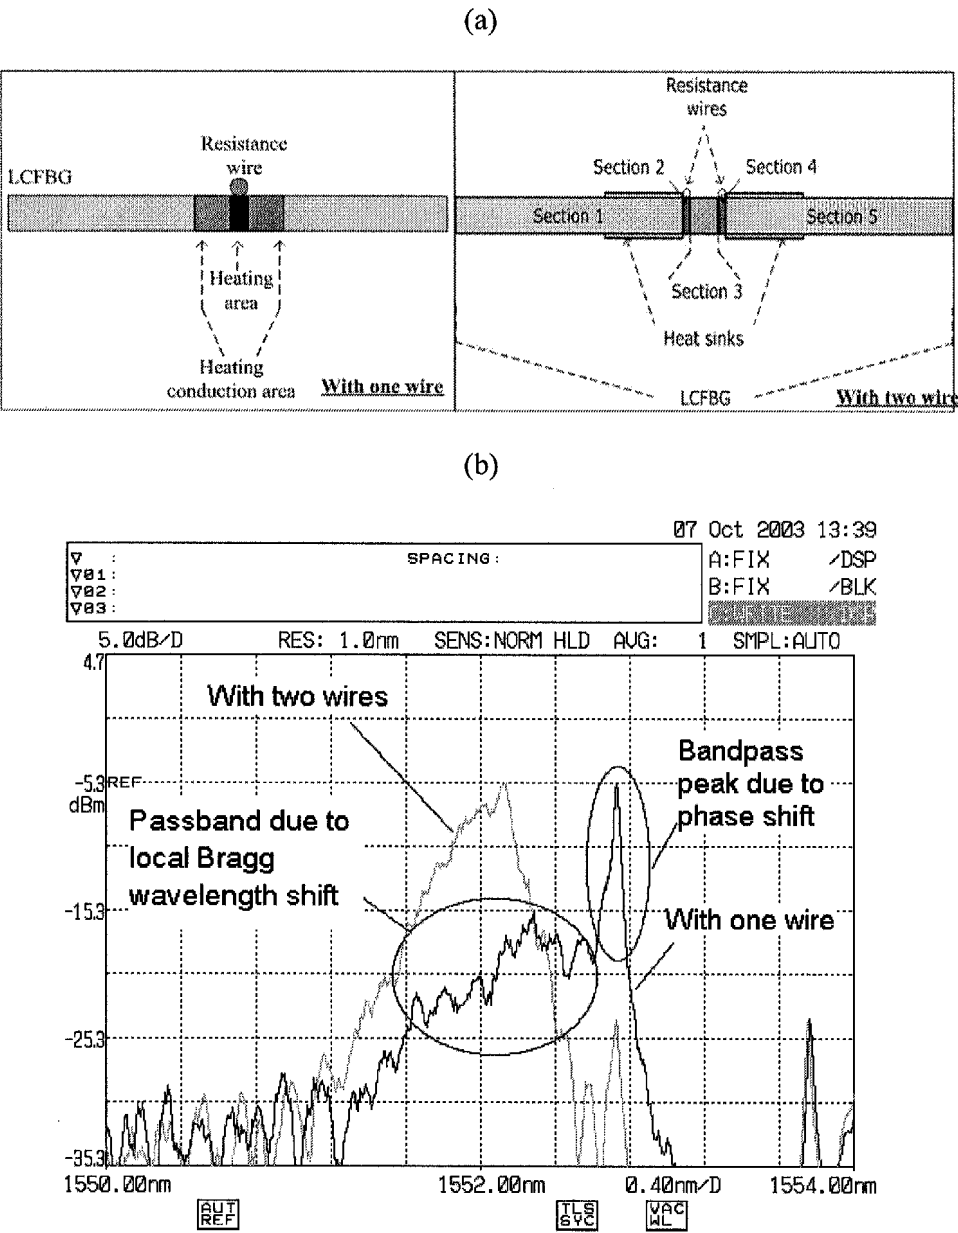 (a)
Resistance
wire
LCFBG
Heating
area
Heating
conduction area
With one wire
Resistance
wires
Section 2
Section 4
Section 1
Section 5
Section 3
Heat sinks
LCFBG
With two wire
(b)
07 Oct 2003 13:39
∇ : SPACING:
∇01:
∇02:
∇03:
A:FIX /DSP
B:FIX /BLK
5.0dB/D RES: 1.0nm SENS:NORM HLD AVG: 1 SMPL:AUTO
4.7
With two wires
Bandpass
peak due to
phase shift
-5.3 REF
dBm
Passband due to
local Bragg
wavelength shift
-15.3
With one wire
-25.3
-35.3
1550.00nm 1552.00nm 0.40nm/D 1554.00nm
AUT
REF
TLS
SYC
VAC
WL